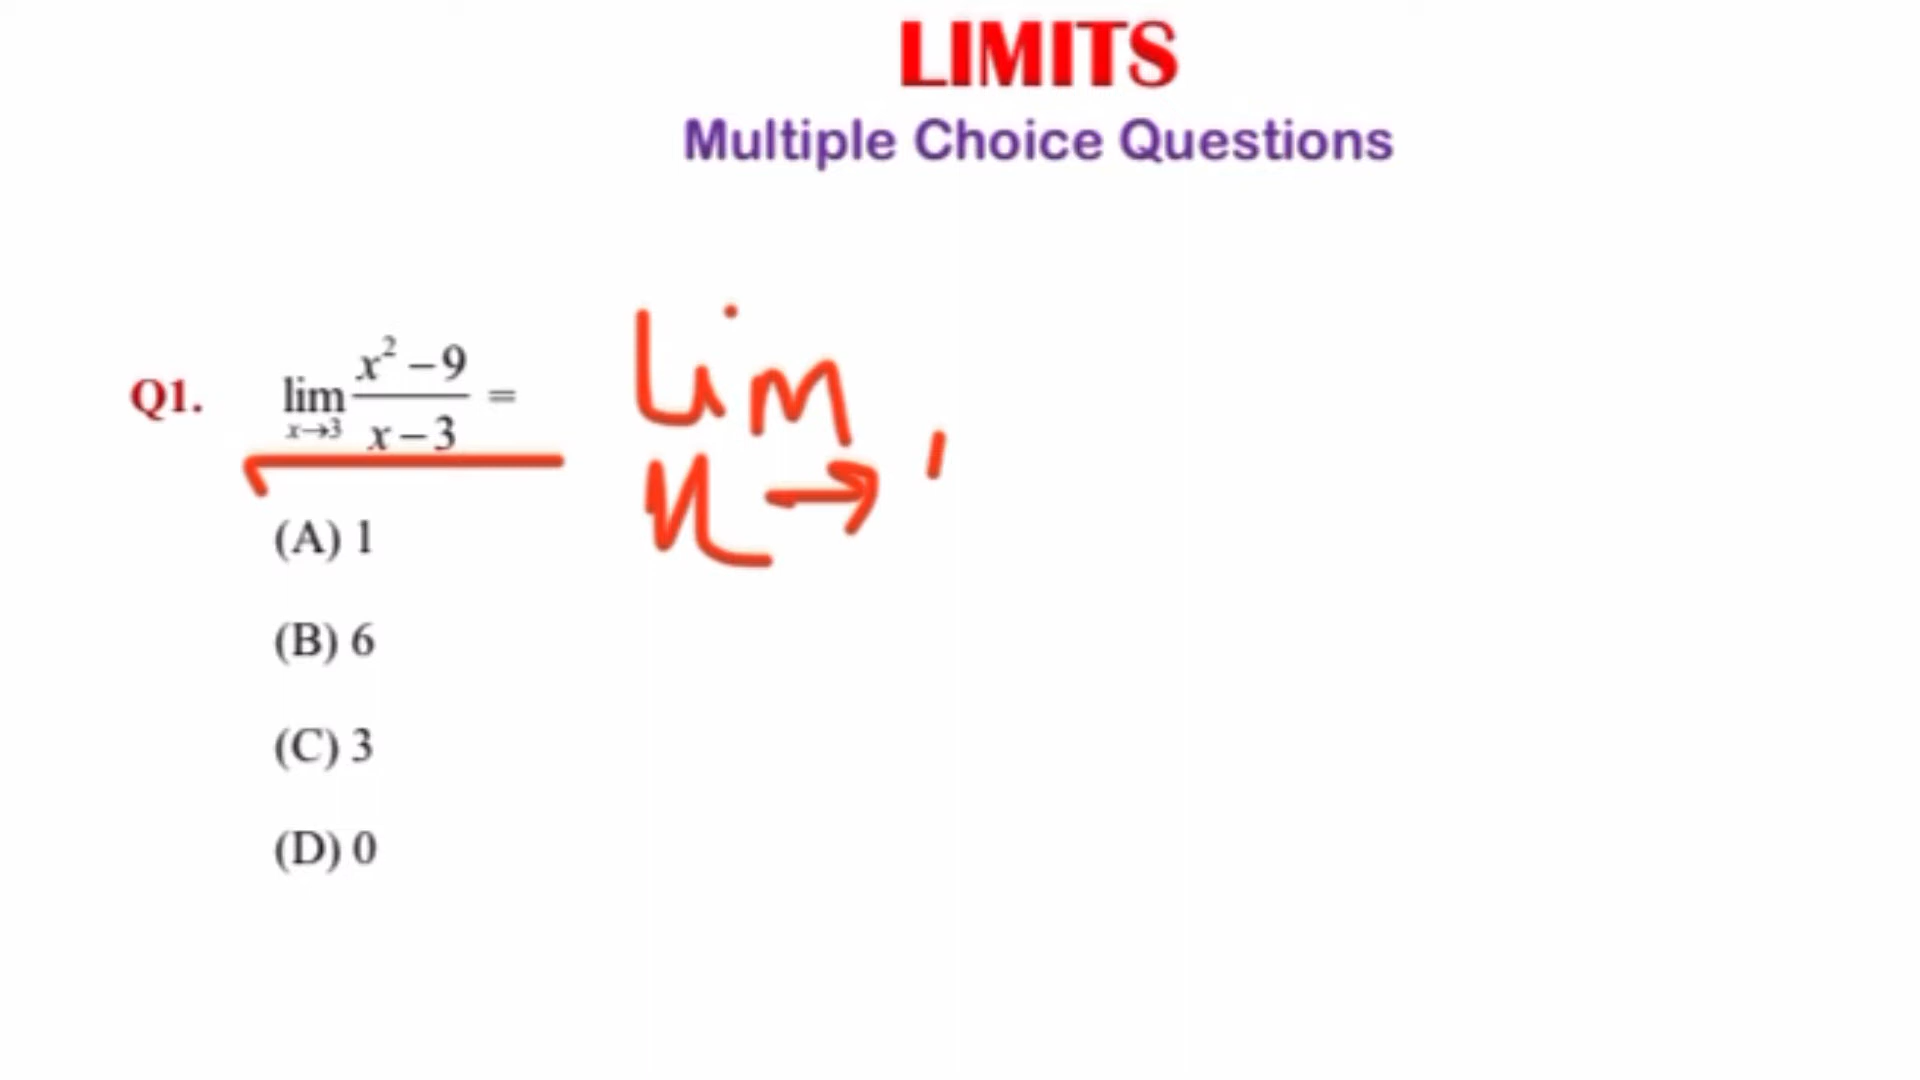 LIMITS
Multiple Choice Questions
Q1. lim x→3 x² – 9 / x – 3 =
lim
x →
(A) 1
(B) 6
(C) 3
(D) 0